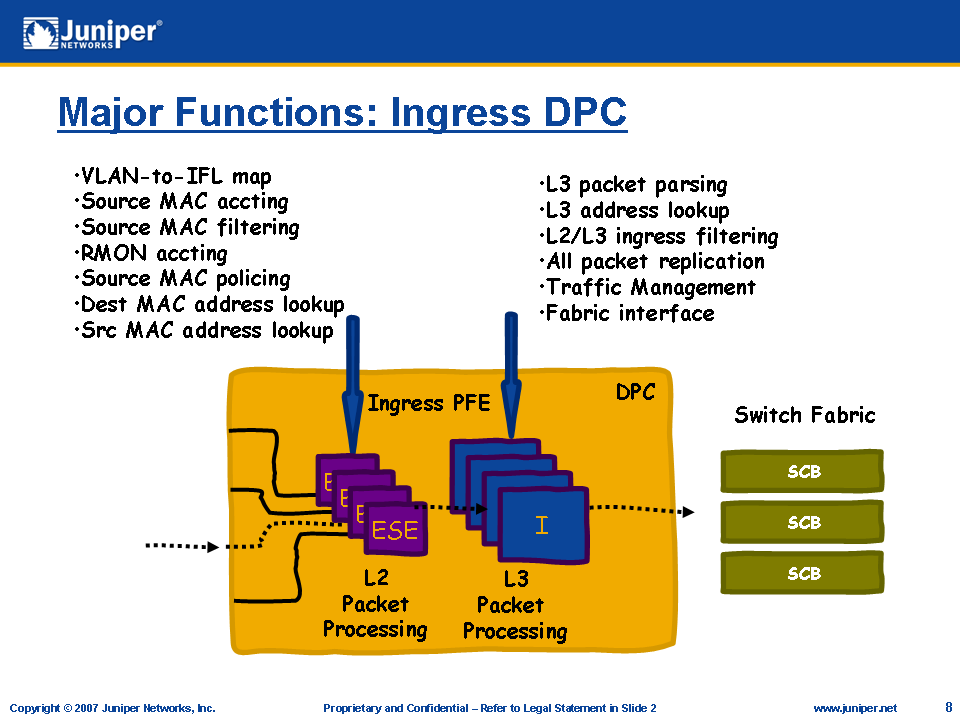 Juniper®
NETWORKS
Major Functions: Ingress DPC
•VLAN-to-IFL map
•Source MAC accting
•Source MAC filtering
•RMON accting
•Source MAC policing
•Dest MAC address lookup
•Src MAC address lookup
•L3 packet parsing
•L3 address lookup
•L2/L3 ingress filtering
•All packet replication
•Traffic Management
•Fabric interface
Ingress PFE
DPC
Switch Fabric
SCB
SCB
SCB
E
E
E
ESE
I
L2
Packet
Processing
L3
Packet
Processing
Copyright © 2007 Juniper Networks, Inc.
Proprietary and Confidential – Refer to Legal Statement in Slide 2
www.juniper.net
8